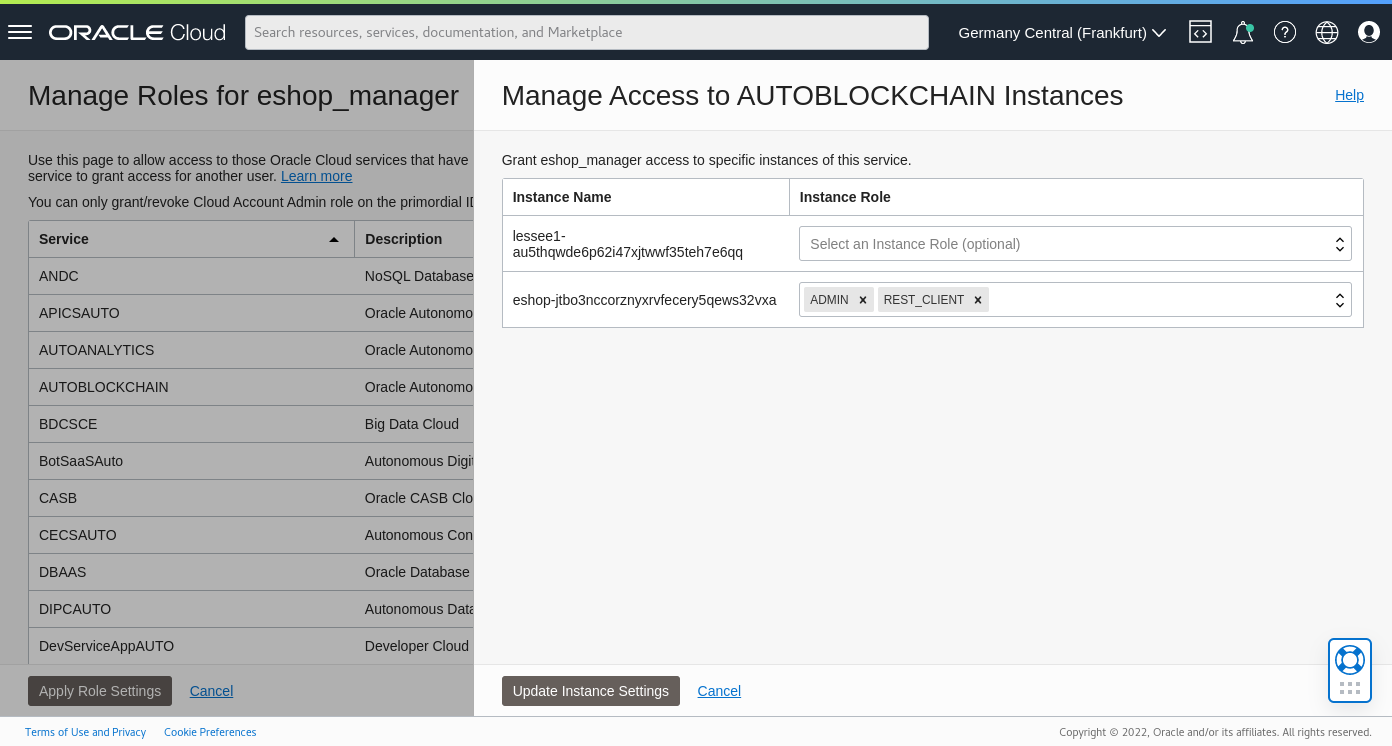 ORACLE Cloud
Search resources, services, documentation, and Marketplace
Germany Central (Frankfurt)
Manage Roles for eshop_manager
Use this page to allow access to those Oracle Cloud services that have
service to grant access for another user. Learn more
You can only grant/revoke Cloud Account Admin role on the primordial ID
Service Description
ANDC NoSQL Database
APICSAUTO Oracle Autonomo
AUTOANALYTICS Oracle Autonomo
AUTOBLOCKCHAIN Oracle Autonomo
BDCSCE Big Data Cloud
BotSaaSAuto Autonomous Digit
CASB Oracle CASB Clo
CECSAUTO Autonomous Con
DBAAS Oracle Database
DIPCAUTO Autonomous Data
DevServiceAppAUTO Developer Cloud
Apply Role Settings Cancel
Manage Access to AUTOBLOCKCHAIN Instances
Help
Grant eshop_manager access to specific instances of this service.
Instance Name Instance Role
lessee1-
au5thqwde6p62i47xjtwwf35teh7e6qq
Select an Instance Role (optional)
eshop-jtbo3nccorznyxrvfecery5qews32vxa ADMIN REST_CLIENT
Update Instance Settings Cancel
Terms of Use and Privacy Cookie Preferences
Copyright © 2022, Oracle and/or its affiliates. All rights reserved.